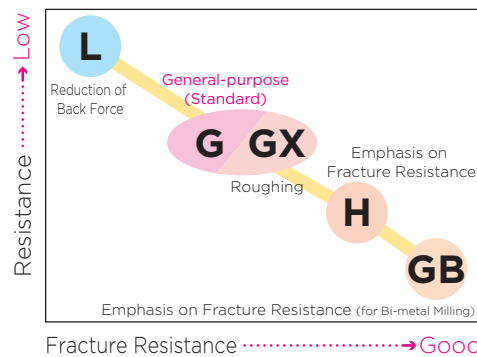 Resistance ⋯⋯➔ Low
L
Reduction of
Back Force
General-purpose
(Standard)
G GX
Roughing
Emphasis on
Fracture Resistance
H
GB
Emphasis on Fracture Resistance (for Bi-metal Milling)
Fracture Resistance ⋯⋯➔ Good